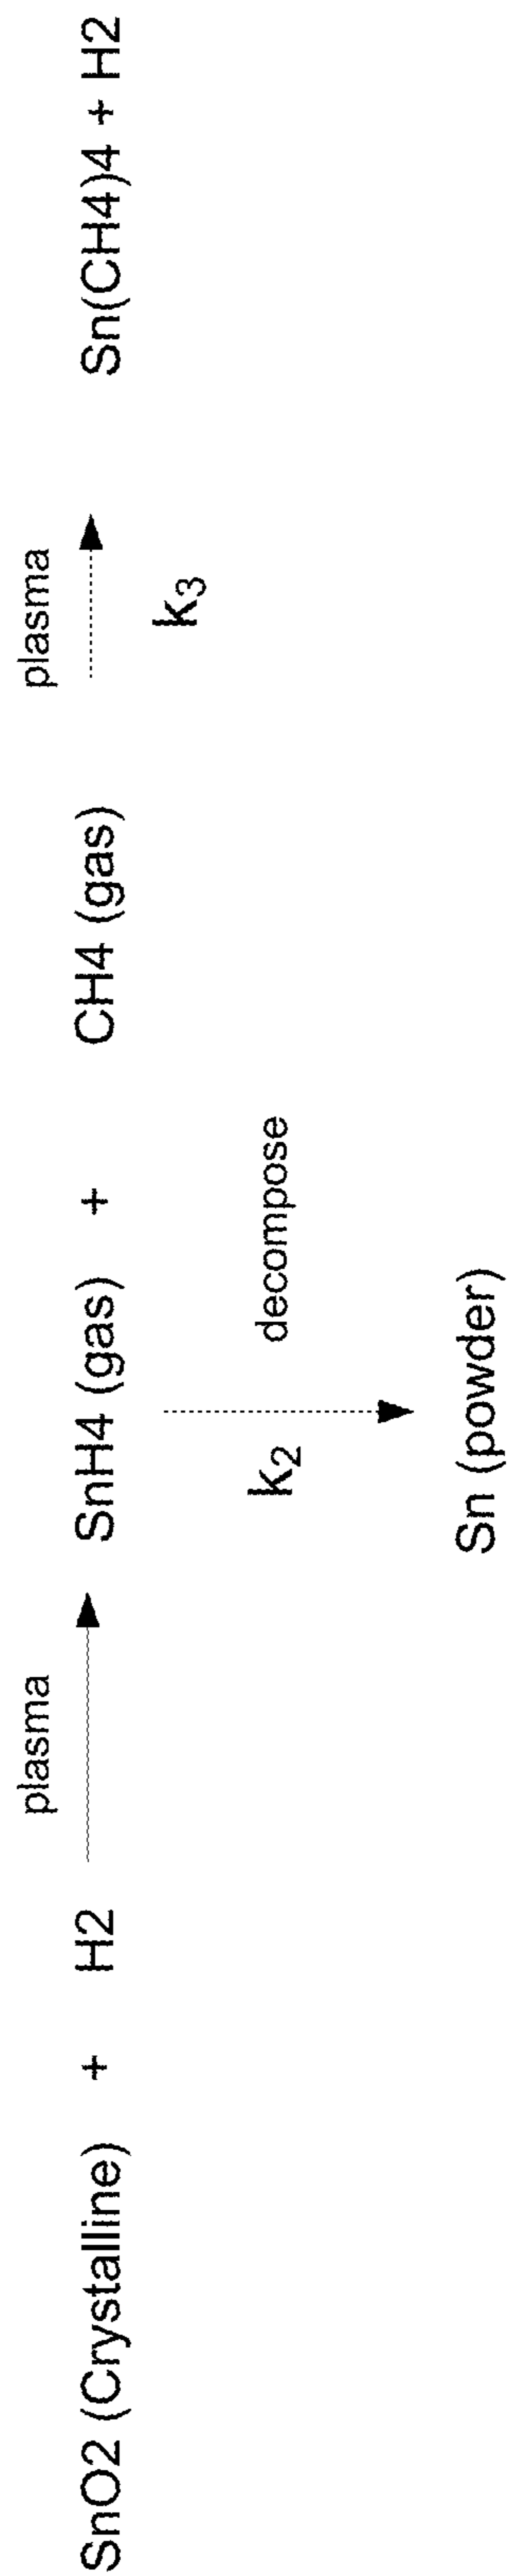 plasma
plasma
SnO2 (Crystalline) + H2 SnH4 (gas) + CH4 (gas) Sn(CH4)4 + H2
k3
k2 decompose
Sn (powder)